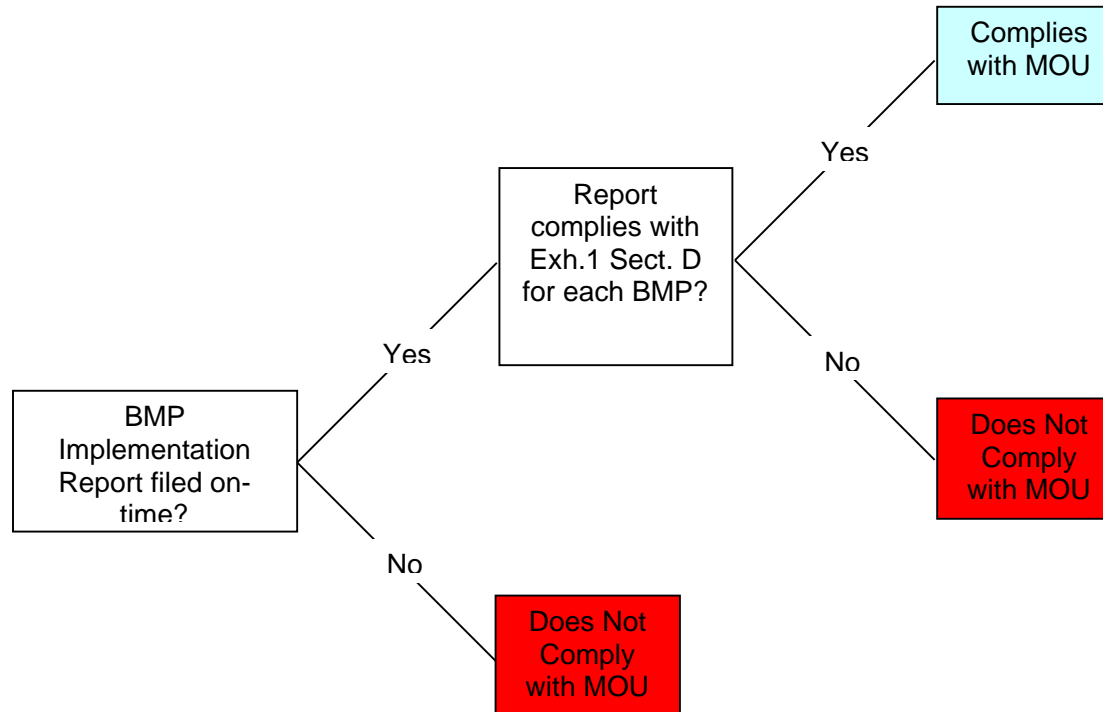 Complies
with MOU
Yes
Report
complies with
Exh.1 Sect. D
for each BMP?
Yes
No
BMP
Implementation
Report filed on-
time?
Does Not
Comply
with MOU
No
Does Not
Comply
with MOU